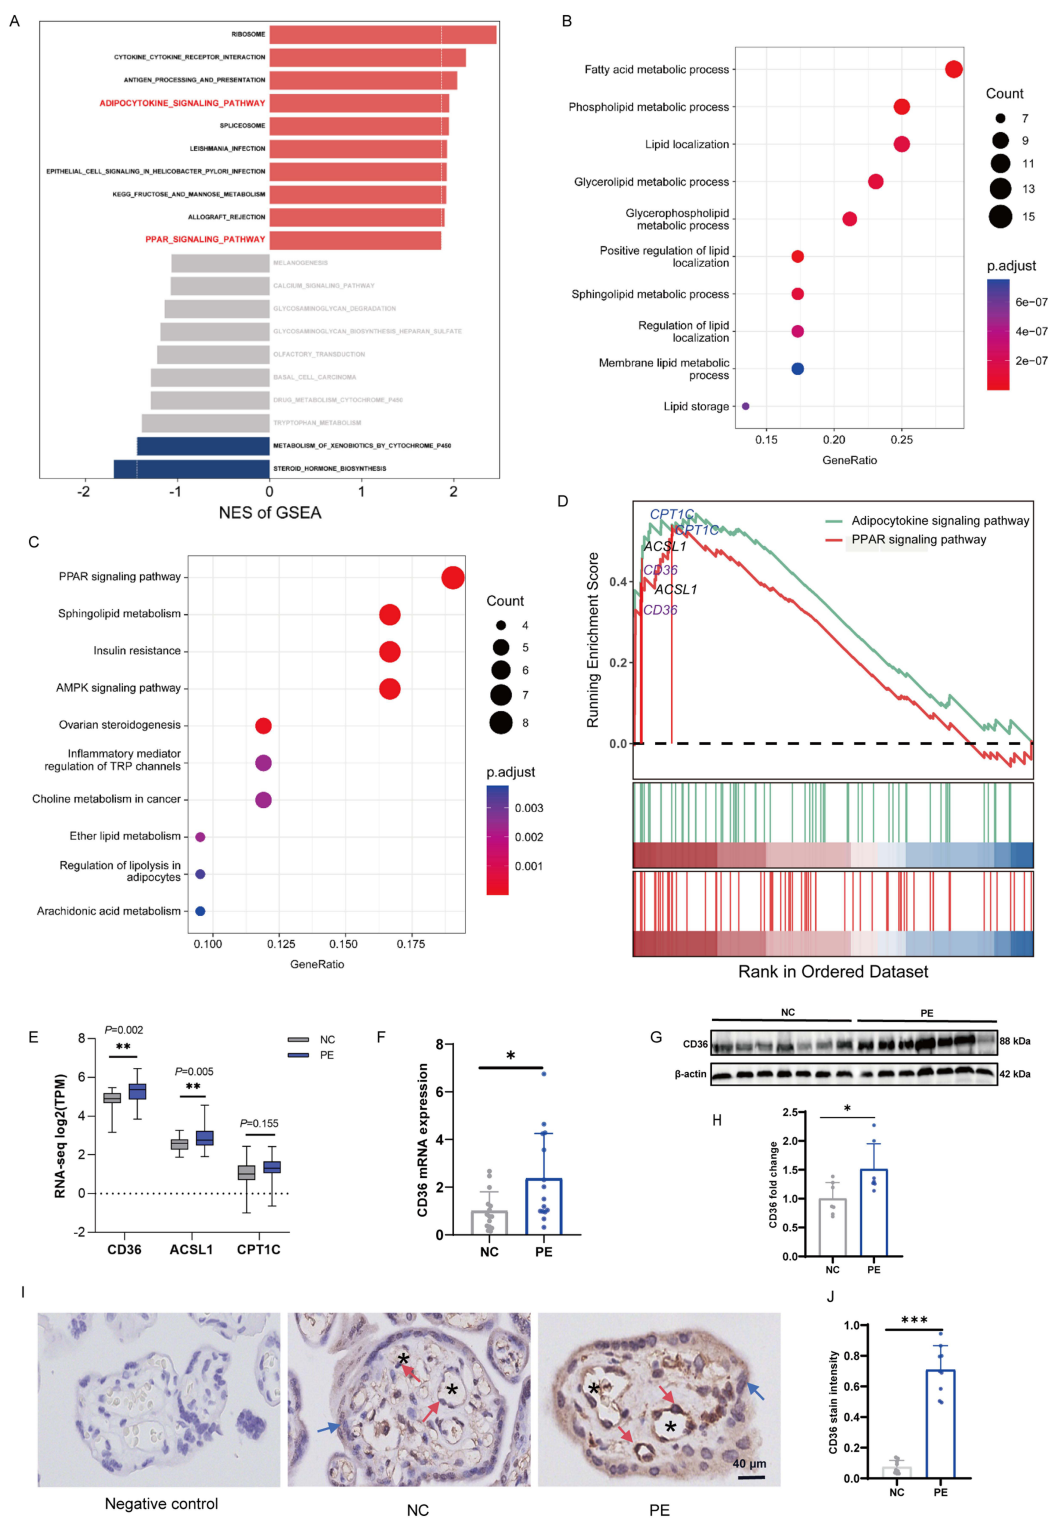 A
RIBOSOME
CYTOKINE_CYTOKINE_RECEPTOR_INTERACTION
ANTIGEN_PROCESSING_AND_PRESENTATION
ADIPOCYTOKINE_SIGNALING_PATHWAY
SPLICEOSOME
LEISHMANIA_INFECTION
EPITHELIAL_CELL_SIGNALING_IN_HELICOBACTER_PYLORI_INFECTION
KEGG_FRUCTOSE_AND_MANNOSE_METABOLISM
ALLOGRAFT_REJECTION
PPAR_SIGNALING_PATHWAY
MELANOGENESIS
CALCIUM_SIGNALING_PATHWAY
GLYCOSAMINOGLYCAN_DEGRADATION
GLYCOSAMINOGLYCAN_BIOSYNTHESIS_HEPARAN_SULFATE
OLFACTORY_TRANSDUCTION
BASAL_CELL_CARCINOMA
DRUG_METABOLISM_CYTOCHROME_P450
TRYPTOPHAN_METABOLISM
METABOLISM_OF_XENOBIOTICS_BY_CYTOCHROME_P450
STEROID_HORMONE_BIOSYNTHESIS
-2 -1 0 1 2
NES of GSEA
B
Fatty acid metabolic process
Phospholipid metabolic process
Lipid localization
Glycerolipid metabolic process
Glycerophospholipid
metabolic process
Positive regulation of lipid
localization
Sphingolipid metabolic process
Regulation of lipid
localization
Membrane lipid metabolic
process
Lipid storage
0.15 0.20 0.25
GeneRatio
Count
7
9
11
13
15
p.adjust
6e-07
4e-07
2e-07
C
PPAR signaling pathway
Sphingolipid metabolism
Insulin resistance
AMPK signaling pathway
Ovarian steroidogenesis
Inflammatory mediator
regulation of TRP channels
Choline metabolism in cancer
Ether lipid metabolism
Regulation of lipolysis in
adipocytes
Arachidonic acid metabolism
0.100 0.125 0.150 0.175
GeneRatio
Count
4
5
6
7
8
p.adjust
0.003
0.002
0.001
D
Running Enrichment Score
0.4
0.2
0.0
CPT1C
CPT1C
ACSL1
CD36
ACSL1
CD36
Adipocytokine signaling pathway
PPAR signaling pathway
Rank in Ordered Dataset
E
RNA-seq log2(TPM)
8
6
4
2
0
-2
P=0.002
**
P=0.005
**
P=0.155
NC
PE
CD36 ACSL1 CPT1C
F
CD36 mRNA expression
8
6
4
2
0
*
NC PE
G
NC PE
CD36 88 kDa
β-actin 42 kDa
H
CD36 fold change
2.5
2.0
1.5
1.0
0.5
0.0
*
NC PE
I
*
*
*
*
40 µm
Negative control
NC
PE
J
CD36 stain intensity
1.0
0.8
0.6
0.4
0.2
0.0
***
NC PE